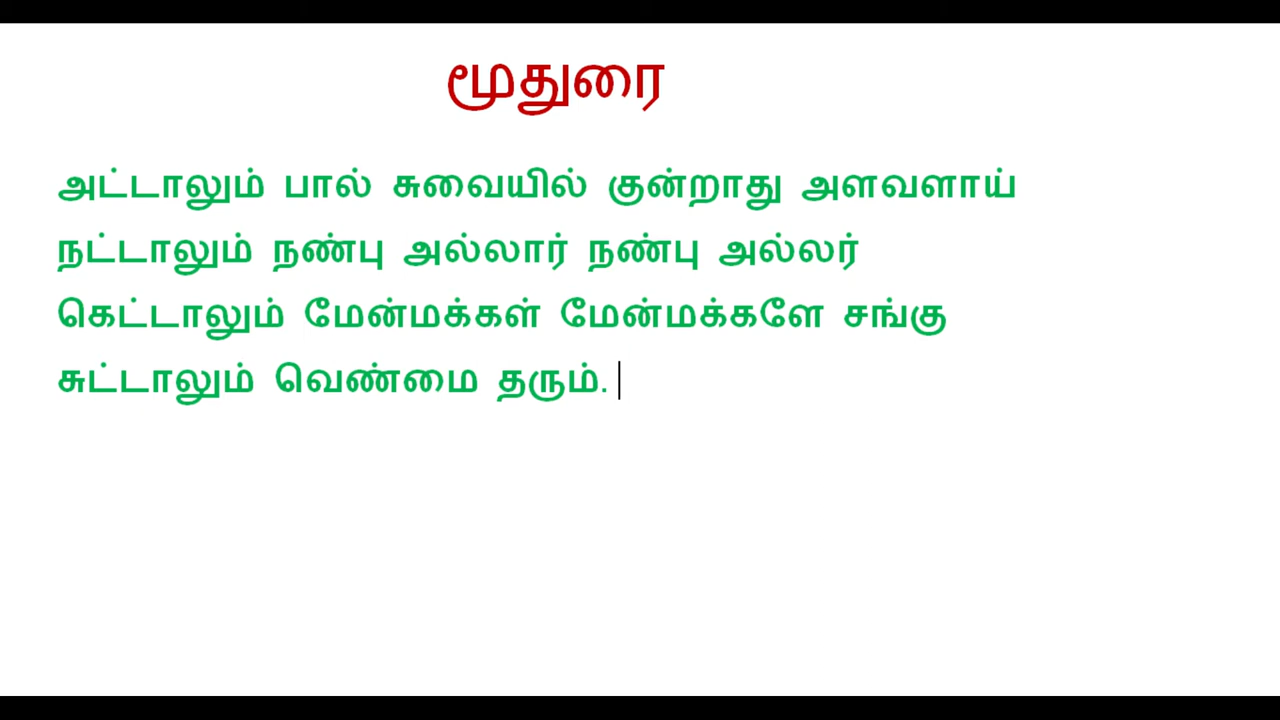 மூதுரை
அட்டாலும் பால் சுவையில் குன்றாது அளவளாய்
நட்டாலும் நண்பு அல்லார் நண்பு அல்லர்
கெட்டாலும் மேன்மக்கள் மேன்மக்களே சங்கு
சுட்டாலும் வெண்மை தரும்.